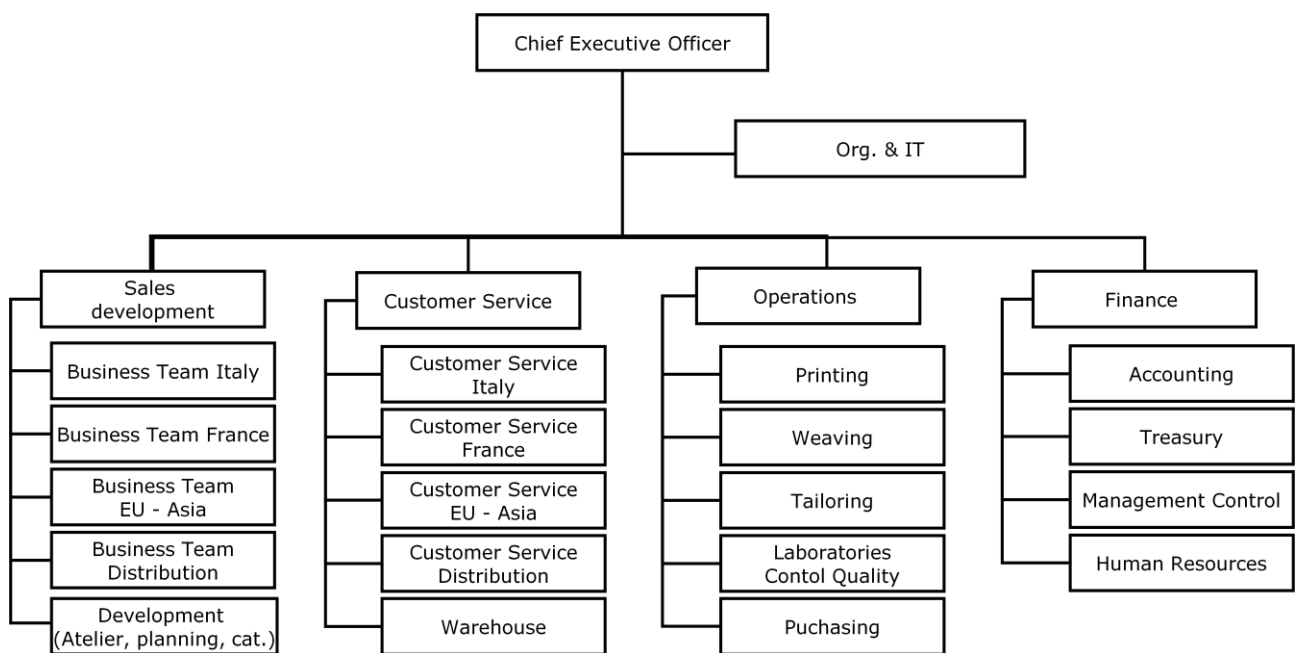 Chief Executive Officer
Org. & IT
Sales
development
Business Team Italy
Business Team France
Business Team
EU - Asia
Business Team
Distribution
Development
(Atelier, planning, cat.)
Customer Service
Customer Service
Italy
Customer Service
France
Customer Service
EU - Asia
Customer Service
Distribution
Warehouse
Operations
Printing
Weaving
Tailoring
Laboratories
Contol Quality
Puchasing
Finance
Accounting
Treasury
Management Control
Human Resources